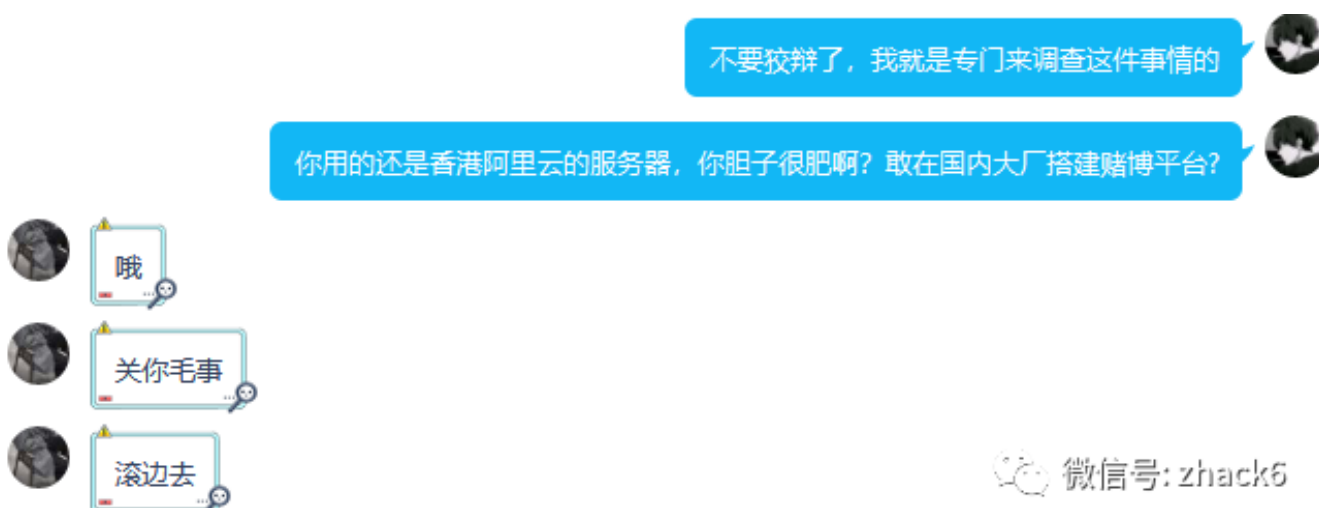 不要狡辩了，我就是专门来调查这件事情的
你用的还是香港阿里云的服务器，你胆子很肥啊？敢在国内大厂搭建赌博平台?
哦
关你毛事
滚边去
微信号: zhack6